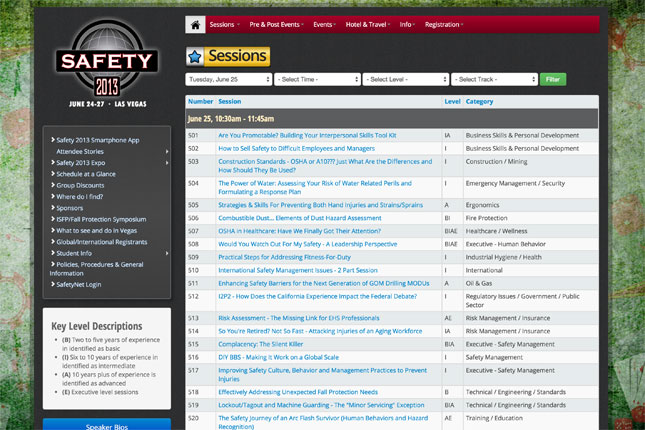 SAFETY
2013
JUNE 24-27 • LAS VEGAS
Sessions
Pre & Post Events
Events
Hotel & Travel
Info
Registration
Safety 2013 Smartphone App
Attendee Stories
Safety 2013 Expo
Schedule at a Glance
Group Discounts
Where do I find?
Sponsors
ISFP/Fall Protection Symposium
What to see and do in Vegas
Global/International Registrants
Student Info
Policies, Procedures & General
Information
SafetyNet Login
Key Level Descriptions
(B) Two to five years of experience
in identified as basic
(I) Six to 10 years of experience
in identified as intermediate
(A) 10 years plus of experience is
identified as advanced
(E) Executive level sessions
Speaker Bios
Sessions
Tuesday, June 25
- Select Time -
- Select Level -
- Select Track -
Filter
Number Session Level Category
June 25, 10:30am - 11:45am
501 Are You Promotable? Building Your Interpersonal Skills Tool Kit IA Business Skills & Personal Development
502 How to Sell Safety to Difficult Employees and Managers I Business Skills & Personal Development
503 Construction Standards - OSHA or A10??? Just What Are the Differences and I Construction / Mining
How Should They Be Used?
504 The Power of Water: Assessing Your Risk of Water Related Perils and I Emergency Management / Security
Formulating a Response Plan
505 Strategies & Skills For Preventing Both Hand Injuries and Strains/Sprains A Ergonomics
506 Combustible Dust... Elements of Dust Hazard Assessment BI Fire Protection
507 OSHA in Healthcare: Have We Finally Got Their Attention? BIAE Healthcare / Wellness
508 Would You Watch Out For My Safety - A Leadership Perspective BIAE Executive - Human Behavior
509 Practical Steps for Addressing Fitness-For-Duty I Industrial Hygiene / Health
510 International Safety Management Issues - 2 Part Session I International
511 Enhancing Safety Barriers for the Next Generation of GOM Drilling MODUs A Oil & Gas
512 I2P2 - How Does the California Experience Impact the Federal Debate? I Regulatory Issues / Government / Public
Sector
513 Risk Assessment - The Missing Link for EHS Professionals AE Risk Management / Insurance
514 So You're Retired? Not So Fast - Attacking Injuries of an Aging Workforce IA Risk Management / Insurance
515 Complacency: The Silent Killer BIA Executive - Safety Management
516 DIY BBS - Making it Work on a Global Scale I Safety Management
517 Improving Safety Culture, Behavior and Management Practices to Prevent I Executive - Safety Management
Injuries
518 Effectively Addressing Unexpected Fall Protection Needs B Technical / Engineering / Standards
519 Lockout/Tagout and Machine Guarding - The "Minor Servicing" Exception BIA Technical / Engineering / Standards
520 The Safety Journey of an Arc Flash Survivor (Human Behaviors and Hazard AE Training / Education
Recognition)